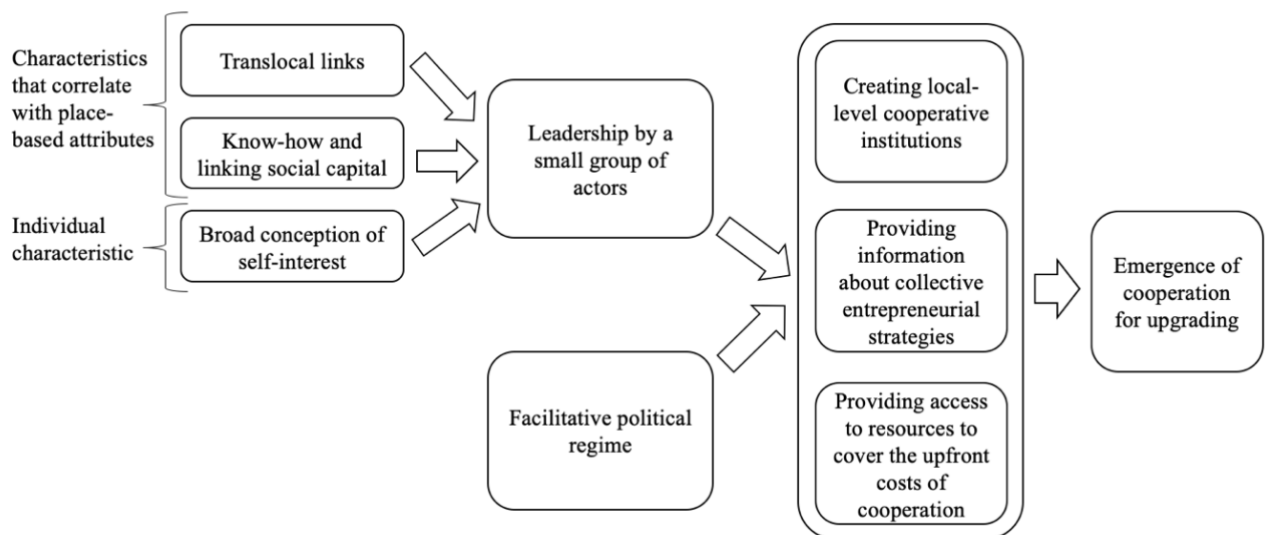 Characteristics
that correlate
with place-
based attributes
Individual
characteristic
Translocal links
Know-how and
linking social capital
Broad conception of
self-interest
Leadership by a
small group of
actors
Facilitative political
regime
Creating local-
level cooperative
institutions
Providing
information
about collective
entrepreneurial
strategies
Providing access
to resources to
cover the upfront
costs of
cooperation
Emergence of
cooperation
for upgrading